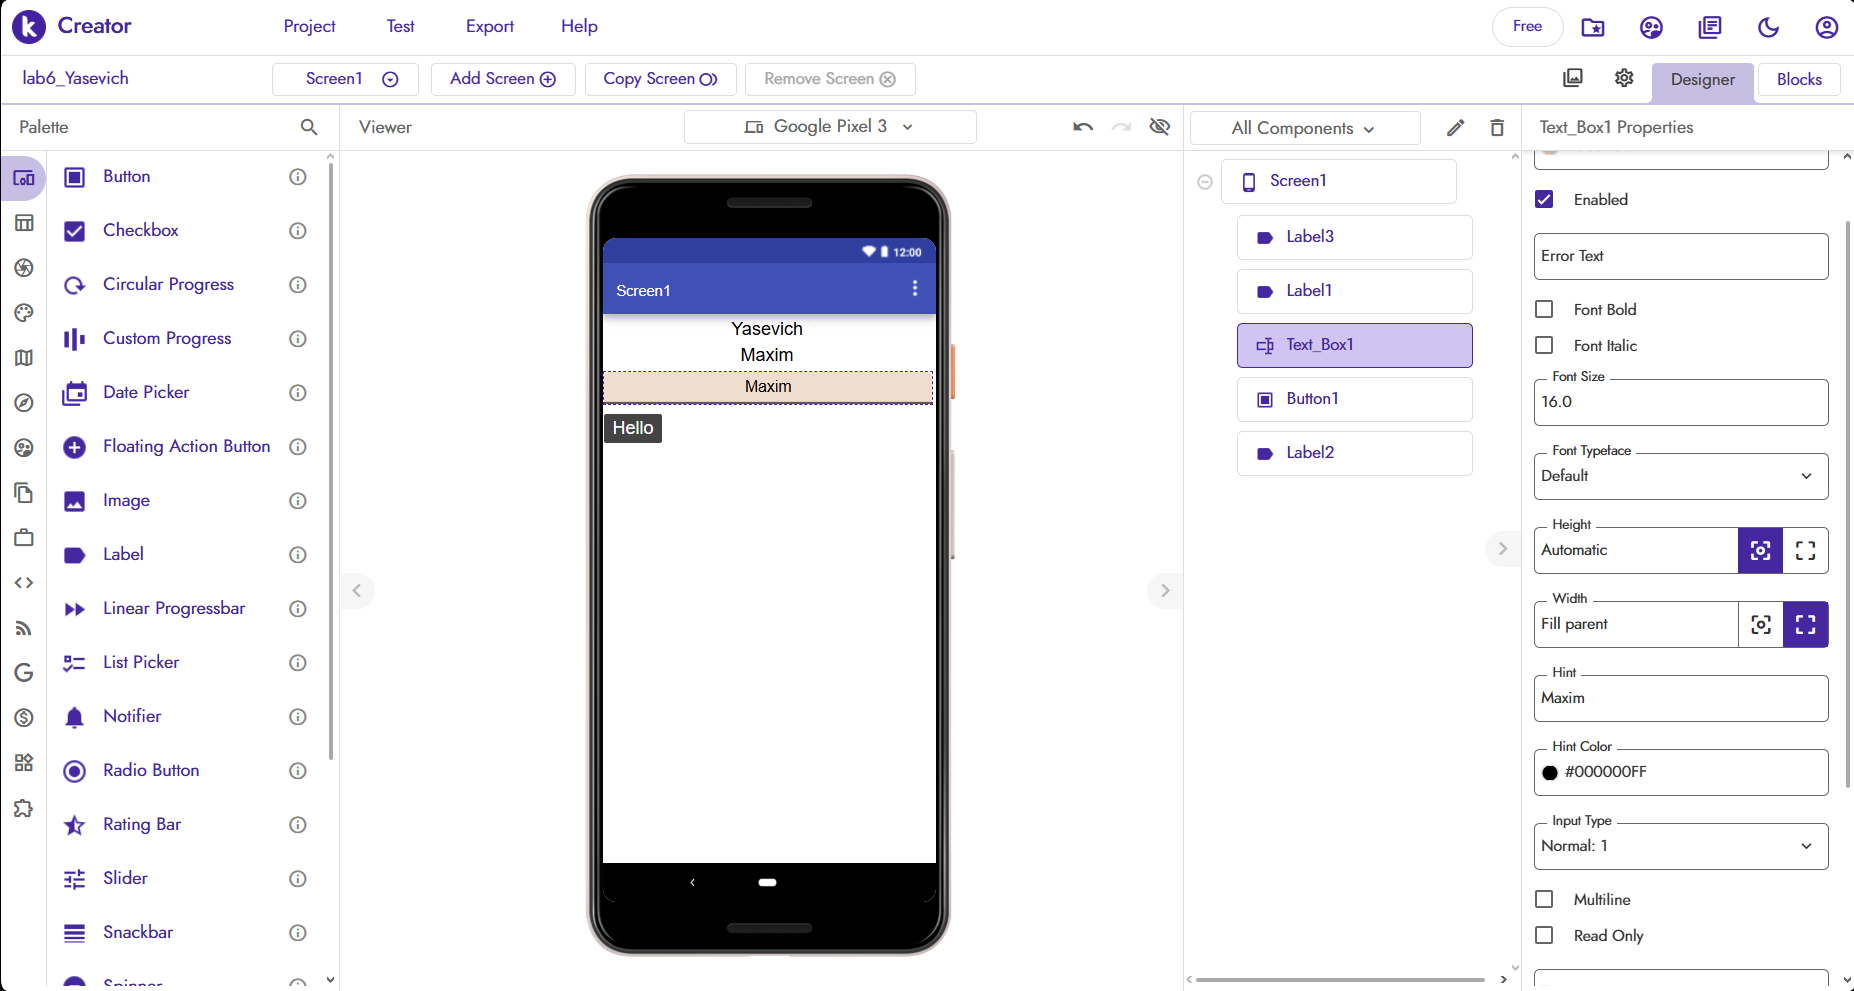 Creator
Project
Test
Export
Help
Free
lab6_Yasevich
Screen1
Add Screen
Copy Screen
Remove Screen
Designer
Blocks
Palette
Viewer
Google Pixel 3
All Components
Text_Box1 Properties
Button
Checkbox
Circular Progress
Custom Progress
Date Picker
Floating Action Button
Image
Label
Linear Progressbar
List Picker
Notifier
Radio Button
Rating Bar
Slider
Snackbar
Spinner
12:00
Screen1
Yasevich
Maxim
Maxim
Hello
Screen1
Label3
Label1
Text_Box1
Button1
Label2
Enabled
Error Text
Font Bold
Font Italic
Font Size
16.0
Font Typeface
Default
Height
Automatic
Width
Fill parent
Hint
Maxim
Hint Color
#000000FF
Input Type
Normal: 1
Multiline
Read Only